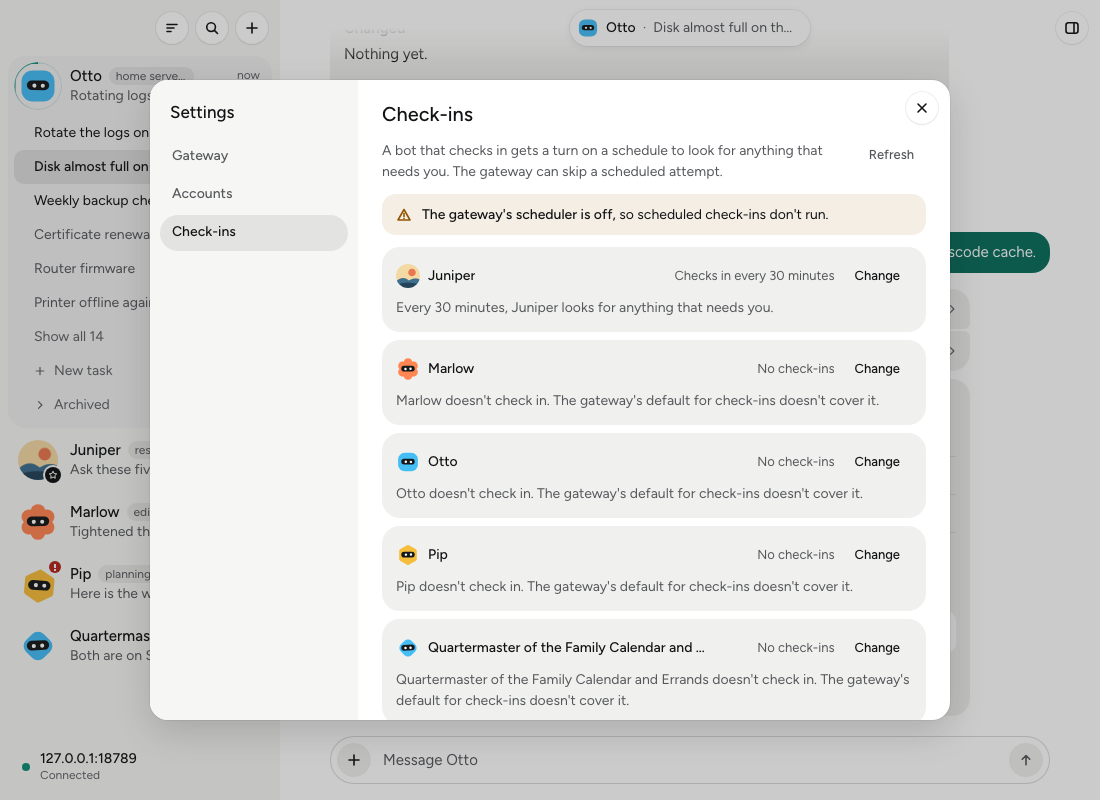 Changed
Otto · Disk almost full on th...
Nothing yet.
Otto home serve... now
Rotating logs
Rotate the logs on
Disk almost full on
Weekly backup che
Certificate renewa
Router firmware
Printer offline again
Show all 14
New task
Archived
Juniper res
Ask these fiv
Marlow edi
Tightened th
Pip planning
Here is the w
Quartermas
Both are on S
127.0.0.1:18789
Connected
Settings
Gateway
Accounts
Check-ins
Check-ins
A bot that checks in gets a turn on a schedule to look for anything that
needs you. The gateway can skip a scheduled attempt.
Refresh
The gateway's scheduler is off, so scheduled check-ins don't run.
Juniper Checks in every 30 minutes Change
Every 30 minutes, Juniper looks for anything that needs you.
Marlow No check-ins Change
Marlow doesn't check in. The gateway's default for check-ins doesn't cover it.
Otto No check-ins Change
Otto doesn't check in. The gateway's default for check-ins doesn't cover it.
Pip No check-ins Change
Pip doesn't check in. The gateway's default for check-ins doesn't cover it.
Quartermaster of the Family Calendar and ... No check-ins Change
Quartermaster of the Family Calendar and Errands doesn't check in. The gateway's
default for check-ins doesn't cover it.
scode cache.
Message Otto